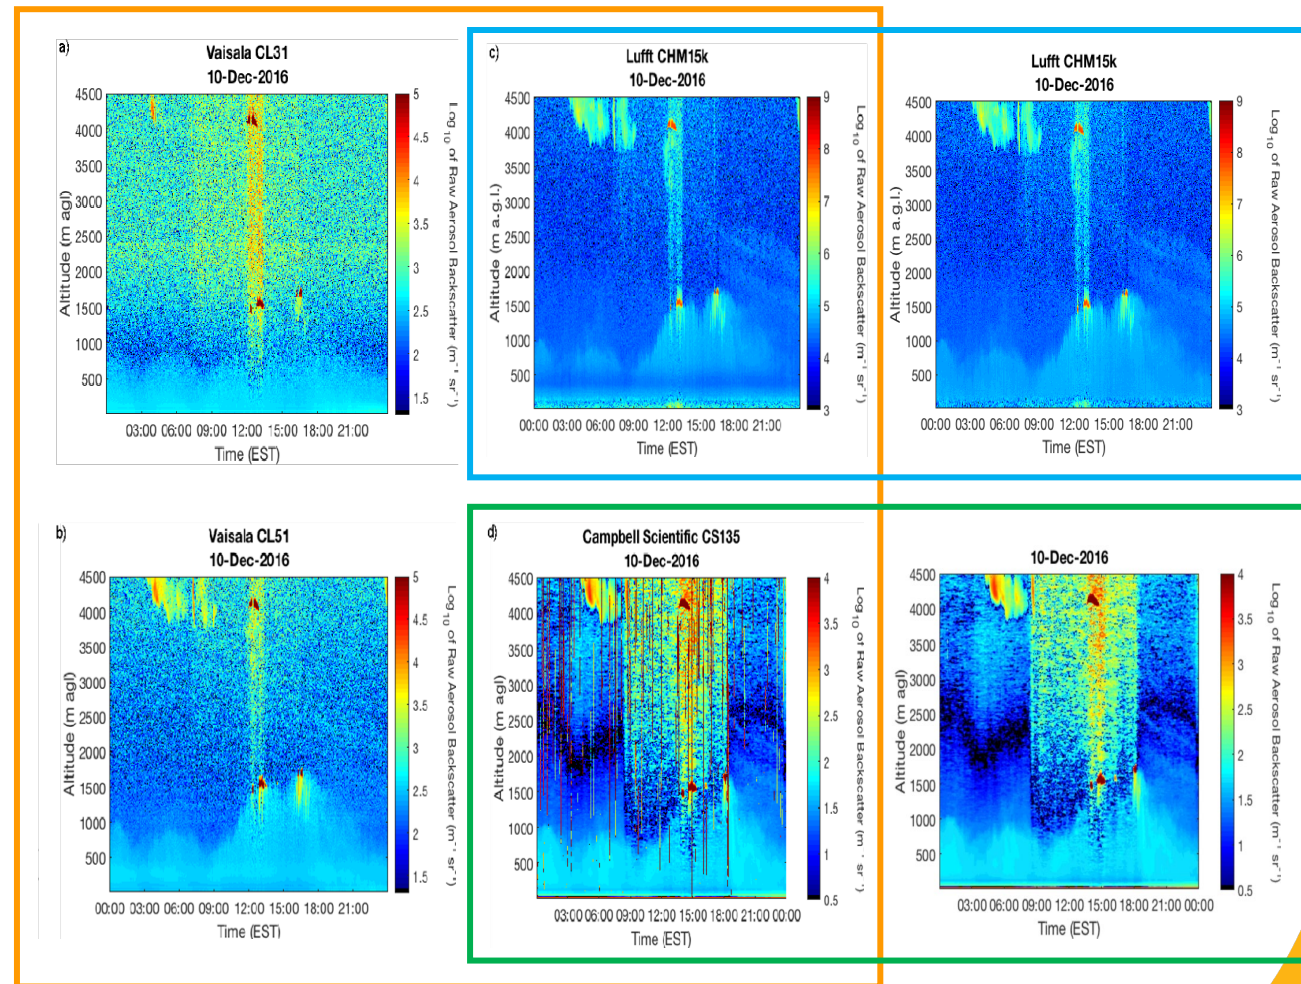 a)
Vaisala CL31
10-Dec-2016
4500
4000
3500
3000
2500
2000
1500
1000
500
Altitude (m agl)
03:00 06:00 09:00 12:00 15:00 18:00 21:00
Time (EST)
5
4.5
4
3.5
3
2.5
2
1.5
Log10 of Raw Aerosol Backscatter (m⁻¹ sr⁻¹)
c)
Lufft CHM15k
10-Dec-2016
4500
4000
3500
3000
2500
2000
1500
1000
500
Altitude (m a.g.l.)
00:00 03:00 06:00 09:00 12:00 15:00 18:00 21:00
Time (EST)
9
8
7
6
5
4
3
Log10 of Raw Aerosol Backscatter (m⁻¹ sr⁻¹)
Lufft CHM15k
10-Dec-2016
4500
4000
3500
3000
2500
2000
1500
1000
500
Altitude (m a.g.l.)
00:00 03:00 06:00 09:00 12:00 15:00 18:00 21:00
Time (EST)
9
8
7
6
5
4
3
Log10 of Raw Aerosol Backscatter (m⁻¹ sr⁻¹)
b)
Vaisala CL51
10-Dec-2016
4500
4000
3500
3000
2500
2000
1500
1000
500
Altitude (m agl)
00:00 03:00 06:00 09:00 12:00 15:00 18:00 21:00
Time (EST)
5
4.5
4
3.5
3
2.5
2
1.5
Log10 of Raw Aerosol Backscatter (m⁻¹ sr⁻¹)
d)
Campbell Scientific CS135
10-Dec-2016
4500
4000
3500
3000
2500
2000
1500
1000
500
Altitude (m agl)
03:00 06:00 09:00 12:00 15:00 18:00 21:00 00:00
Time (EST)
4
3.5
3
2.5
2
1.5
1
0.5
Log10 of Raw Aerosol Backscatter (m⁻¹ sr⁻¹)
10-Dec-2016
4500
4000
3500
3000
2500
2000
1500
1000
500
Altitude (m agl)
03:00 06:00 09:00 12:00 15:00 18:00 21:00 00:00
Time (EST)
4
3.5
3
2.5
2
1.5
1
0.5
Log10 of Raw Aerosol Backscatter (m⁻¹ sr⁻¹)